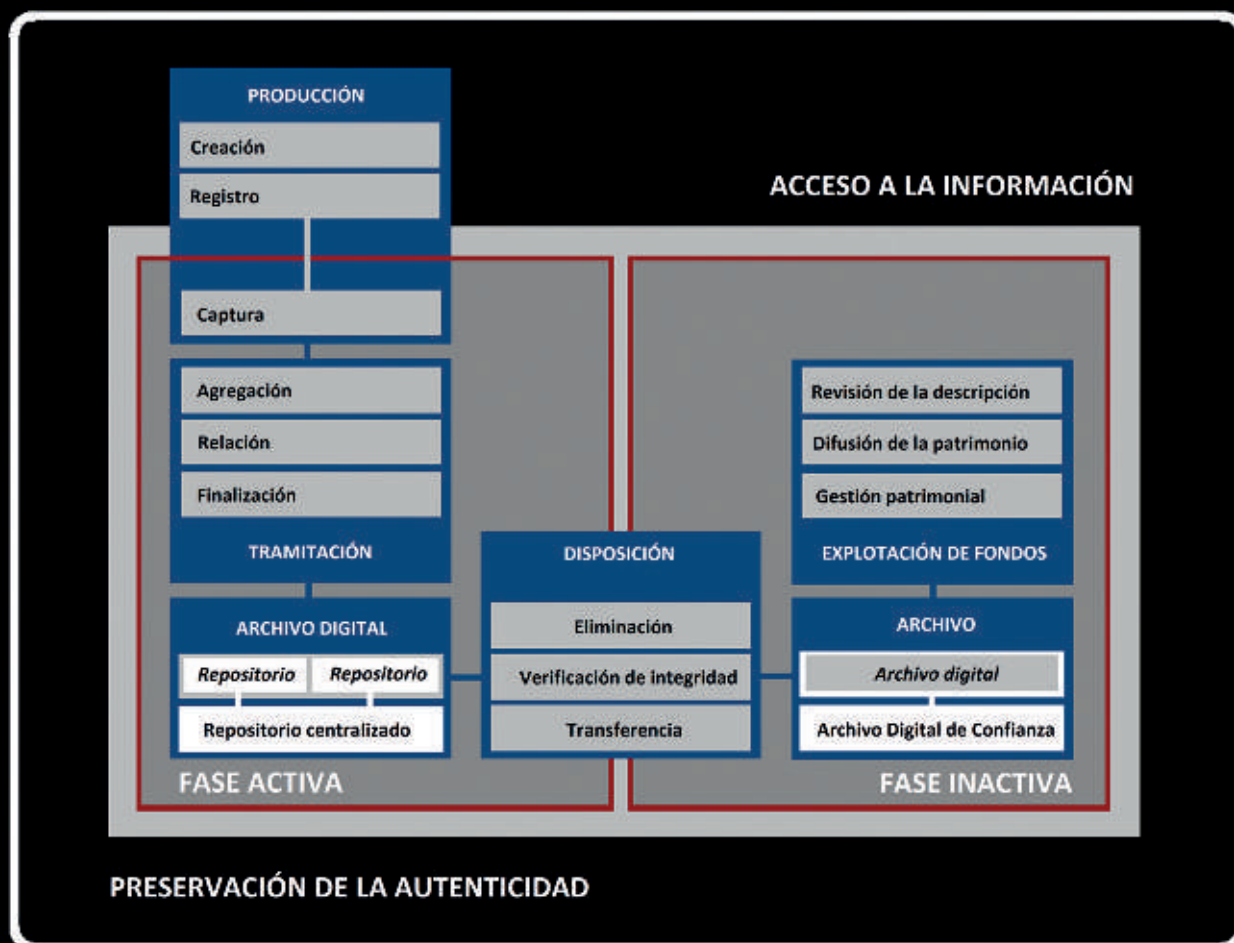 PRODUCCIÓN
Creación
Registro
ACCESO A LA INFORMACIÓN
Captura
Agregación
Relación
Finalización
TRAMITACIÓN
ARCHIVO DIGITAL
Repositorio
Repositorio
Repositorio centralizado
FASE ACTIVA
DISPOSICIÓN
Eliminación
Verificación de integridad
Transferencia
Revisión de la descripción
Difusión de la patrimonio
Gestión patrimonial
EXPLOTACIÓN DE FONDOS
ARCHIVO
Archivo digital
Archivo Digital de Confianza
FASE INACTIVA
PRESERVACIÓN DE LA AUTENTICIDAD